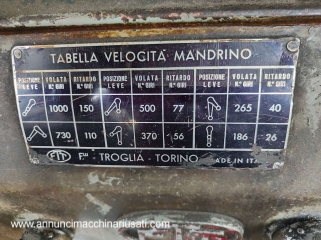 TABELLA VELOCITÀ MANDRINO
POSIZIONE LEVE VOLATA N.° GIRI RITARDO N.° GIRI POSIZIONE LEVE VOLATA N.° GIRI RITARDO N.° GIRI POSIZIONE LEVE VOLATA N.° GIRI RITARDO N.° GIRI
1000 150 500 77 265 40
730 110 370 56 186 26
FTT F.lli TROGLIA - TORINO MADE IN ITALY
www.annuncimacchinariusati.com